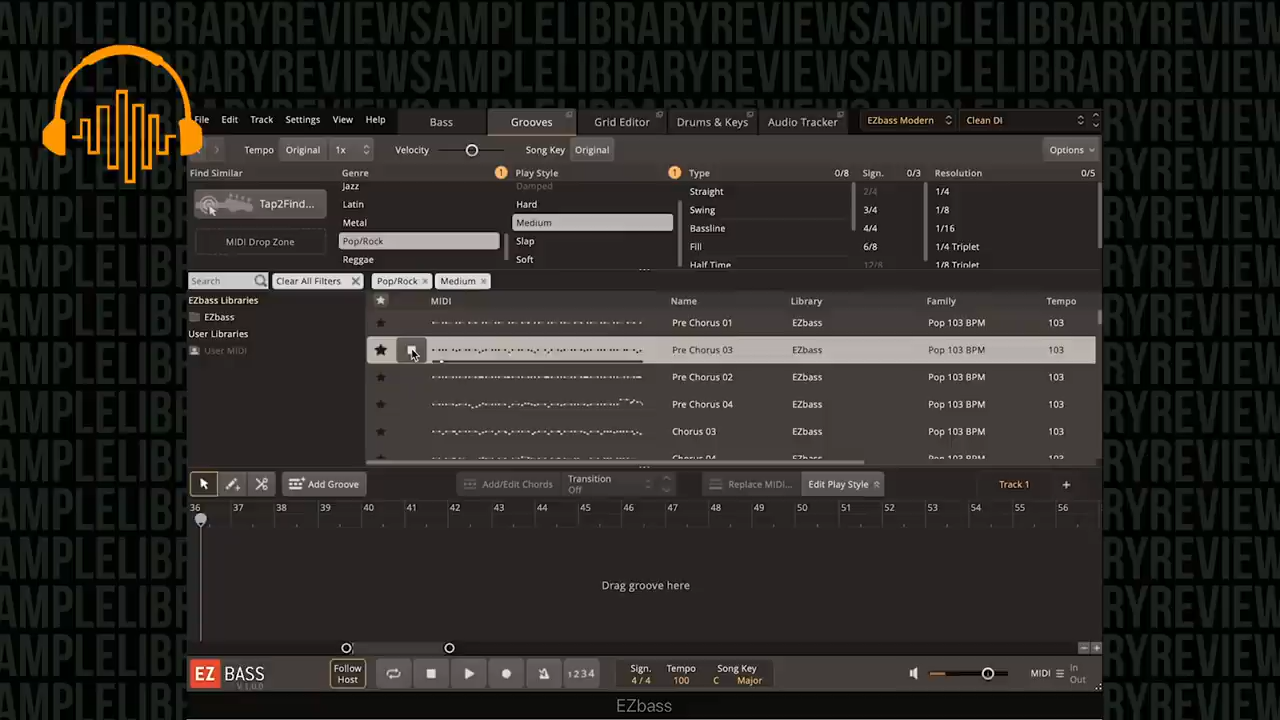 SAMPLELIBRARYREVIEWS
File Edit Track Settings View Help Bass Grooves Grid Editor Drums & Keys Audio Tracker EZbass Modern Clean DI
Tempo Original 1x Velocity Song Key Original Options
Find Similar Genre 1 Play Style 1 Type 0/8 Sign. 0/3 Resolution 0/5
Jazz Damped Straight 2/4 1/4
Tap2Find... Latin Hard Swing 3/4 1/8
Metal Medium Bassline 4/4 1/16
MIDI Drop Zone Pop/Rock Slap Fill 6/8 1/4 Triplet
Reggae Soft Half Time 12/8 1/8 Triplet
Search Clear All Filters Pop/Rock Medium
EZbass Libraries MIDI Name Library Family Tempo
EZbass Pre Chorus 01 EZbass Pop 103 BPM 103
User Libraries
User MIDI Pre Chorus 03 EZbass Pop 103 BPM 103
Pre Chorus 02 EZbass Pop 103 BPM 103
Pre Chorus 04 EZbass Pop 103 BPM 103
Chorus 03 EZbass Pop 103 BPM 103
Chorus 04
Add Groove Add/Edit Chords Transition Off Replace MIDI... Edit Play Style Track 1 +
36 37 38 39 40 41 42 43 44 45 46 47 48 49 50 51 52 53 54 55 56
Drag groove here
EZ BASS V 1.0.0 Follow Host 1234 Sign. 4/4 Tempo 100 Song Key C Major MIDI In Out
EZbass